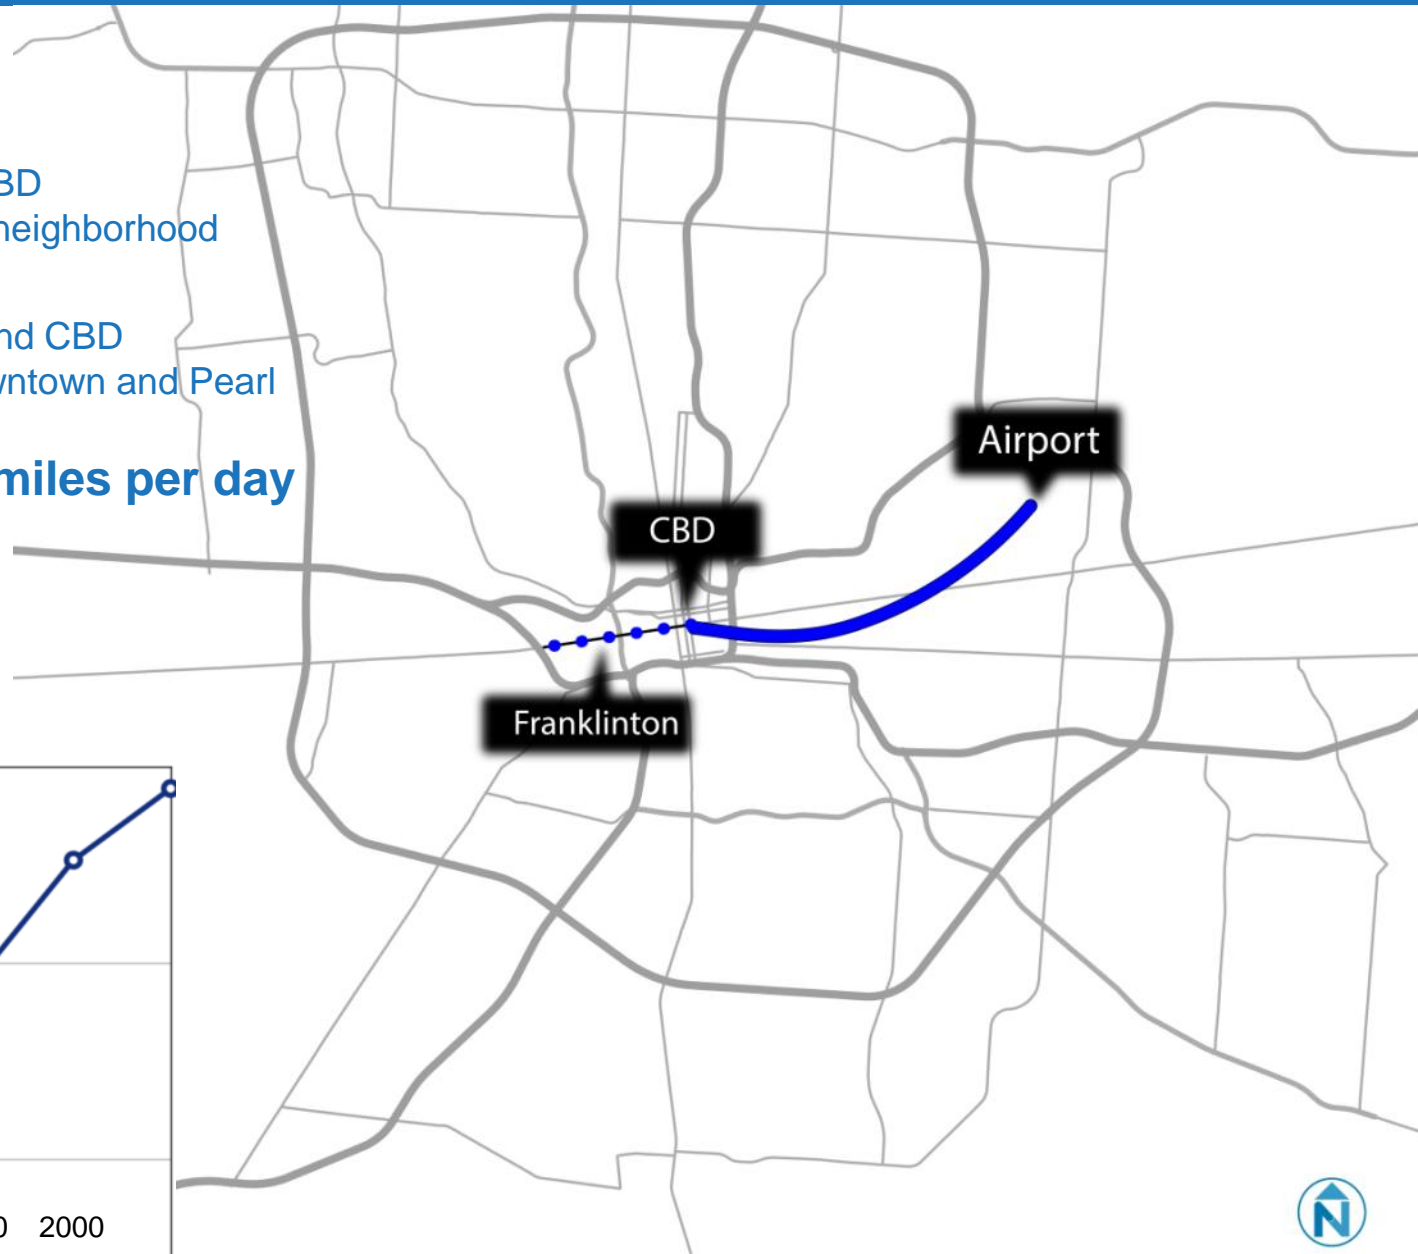 BD
neighborhood
nd CBD
wntown and Pearl
miles per day
Airport
CBD
Franklinton
0 2000
N